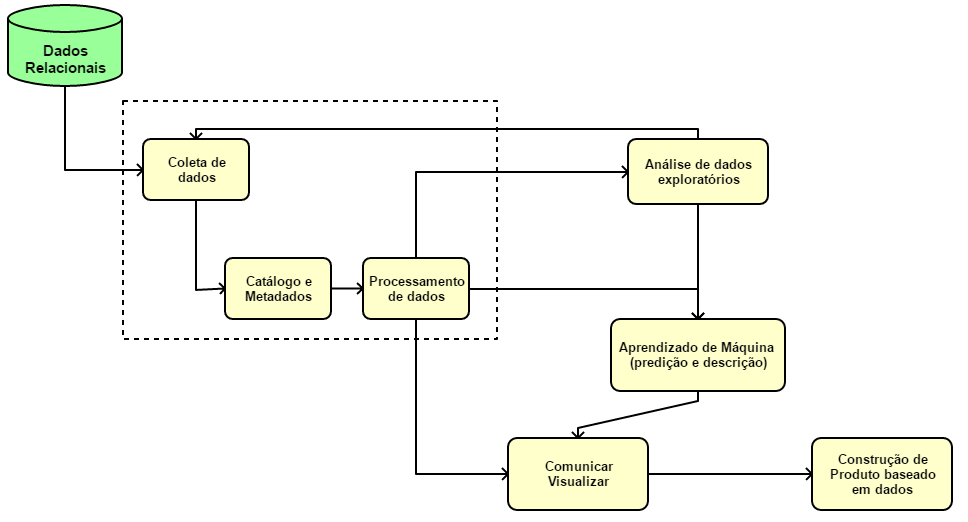 Dados
Relacionais
Coleta de
dados
Análise de dados
exploratórios
Catálogo e
Metadados
Processamento
de dados
Aprendizado de Máquina
(predição e descrição)
Comunicar
Visualizar
Construção de
Produto baseado
em dados